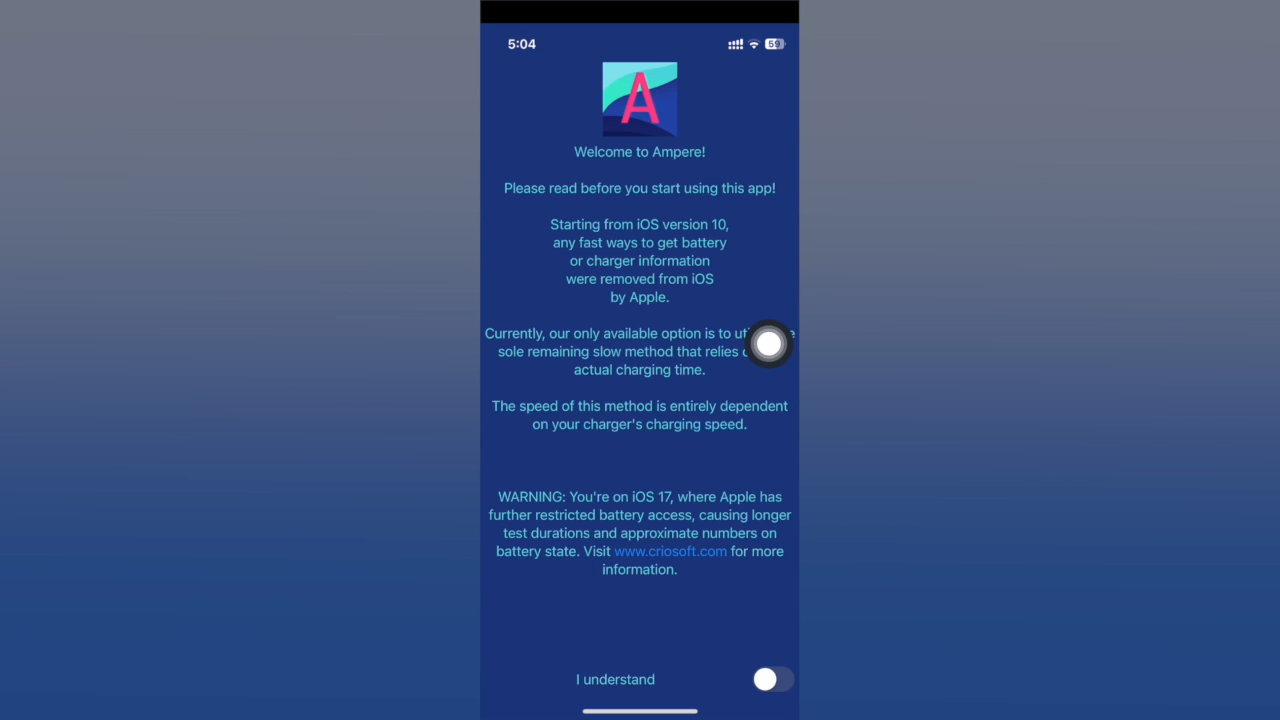 5:04
59
A
Welcome to Ampere!
Please read before you start using this app!
Starting from iOS version 10,
any fast ways to get battery
or charger information
were removed from iOS
by Apple.
Currently, our only available option is to
sole remaining slow method that relies
actual charging time.
The speed of this method is entirely dependent
on your charger's charging speed.
WARNING: You're on iOS 17, where Apple has
further restricted battery access, causing longer
test durations and approximate numbers on
battery state. Visit www.criosoft.com for more
information.
I understand